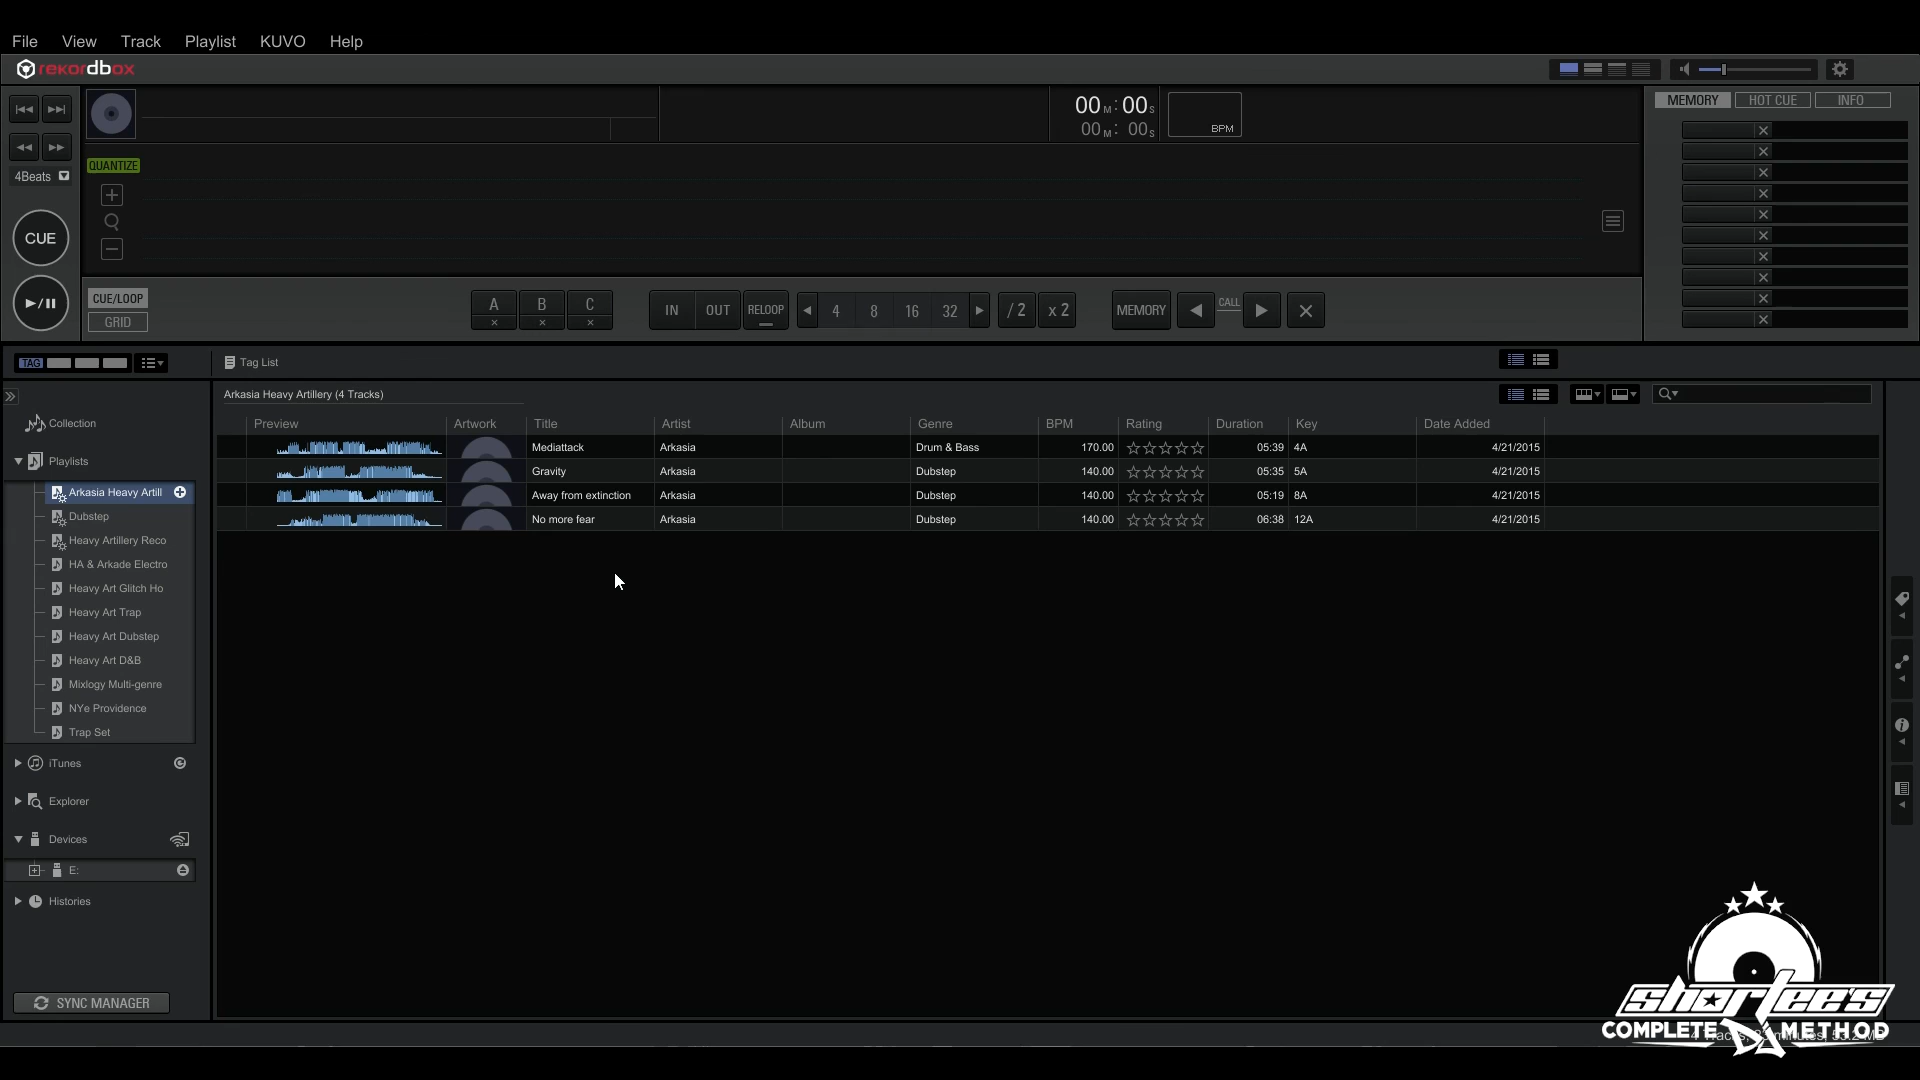 File View Track Playlist KUVO Help
rekordbox
00 M : 00 S
00 M : 00 S
BPM
MEMORY HOT CUE INFO
QUANTIZE
4Beats
CUE
CUE/LOOP
GRID
A B C
IN OUT RELOOP 4 8 16 32 / 2 x 2 MEMORY CALL
TAG
Tag List
Arkasia Heavy Artillery (4 Tracks)
Preview Artwork Title Artist Album Genre BPM Rating Duration Key Date Added
Mediattack Arkasia Drum & Bass 170.00 05:39 4A 4/21/2015
Gravity Arkasia Dubstep 140.00 05:35 5A 4/21/2015
Away from extinction Arkasia Dubstep 140.00 05:19 8A 4/21/2015
No more fear Arkasia Dubstep 140.00 06:38 12A 4/21/2015
Collection
Playlists
Arkasia Heavy Artill
Dubstep
Heavy Artillery Reco
HA & Arkade Electro
Heavy Art Glitch Ho
Heavy Art Trap
Heavy Art Dubstep
Heavy Art D&B
Mixlogy Multi-genre
NYe Providence
Trap Set
iTunes
Explorer
Devices
E:
Histories
SYNC MANAGER
shortee's
COMPLETE DJ METHOD